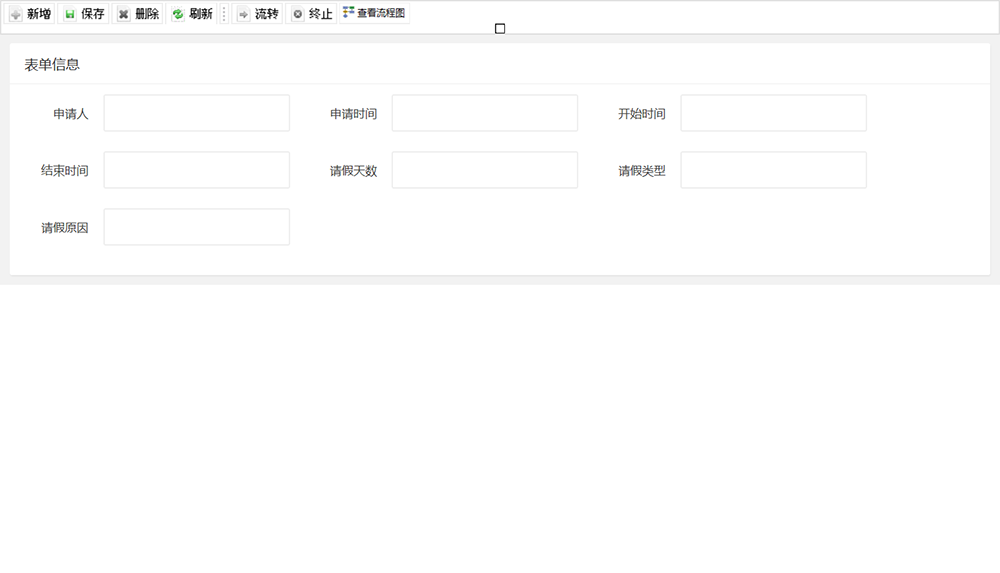 新增 保存 删除 刷新 流转 终止 查看流程图
表单信息
申请人 申请时间 开始时间
结束时间 请假天数 请假类型
请假原因